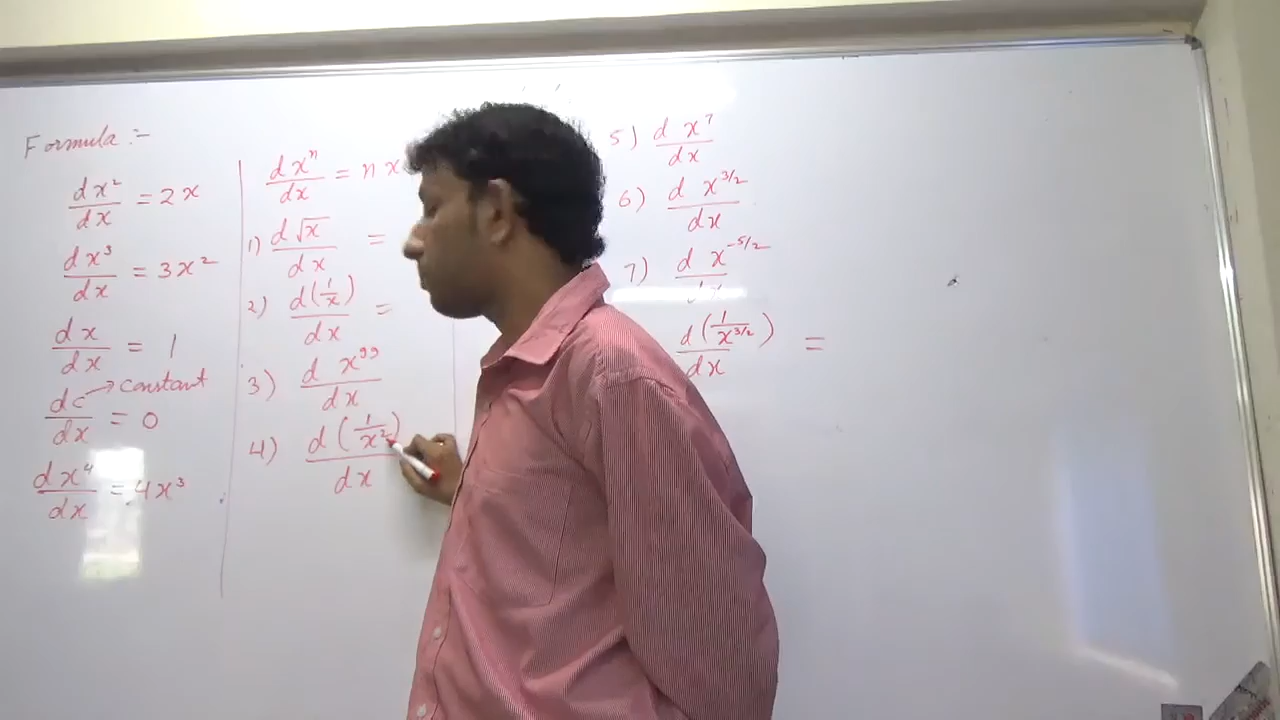 Formula :-
dx²/dx = 2x
dx³/dx = 3x²
dx/dx = 1
dc/dx = 0 → constant
dx⁴/dx = 4x³
dxⁿ/dx = n x
1) d√x/dx =
2) d(1/x)/dx =
3) d x⁹⁹/dx
4) d(1/x²)/dx
5) d x⁷/dx
6) d x^3/2/dx
7) d x^-5/2/dx
d(1/x^3/2)/dx =